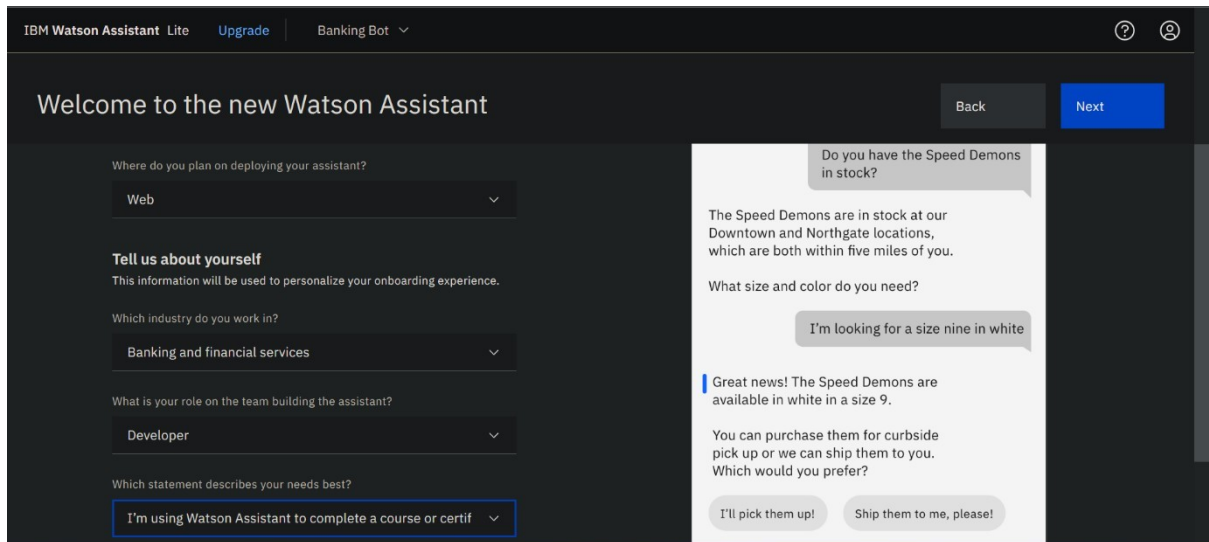 IBM Watson Assistant Lite Upgrade Banking Bot
Welcome to the new Watson Assistant
Back
Next
Where do you plan on deploying your assistant?
Web
Tell us about yourself
This information will be used to personalize your onboarding experience.
Which industry do you work in?
Banking and financial services
What is your role on the team building the assistant?
Developer
Which statement describes your needs best?
I'm using Watson Assistant to complete a course or certif
Do you have the Speed Demons
in stock?
The Speed Demons are in stock at our
Downtown and Northgate locations,
which are both within five miles of you.
What size and color do you need?
I'm looking for a size nine in white
Great news! The Speed Demons are
available in white in a size 9.
You can purchase them for curbside
pick up or we can ship them to you.
Which would you prefer?
I'll pick them up!
Ship them to me, please!